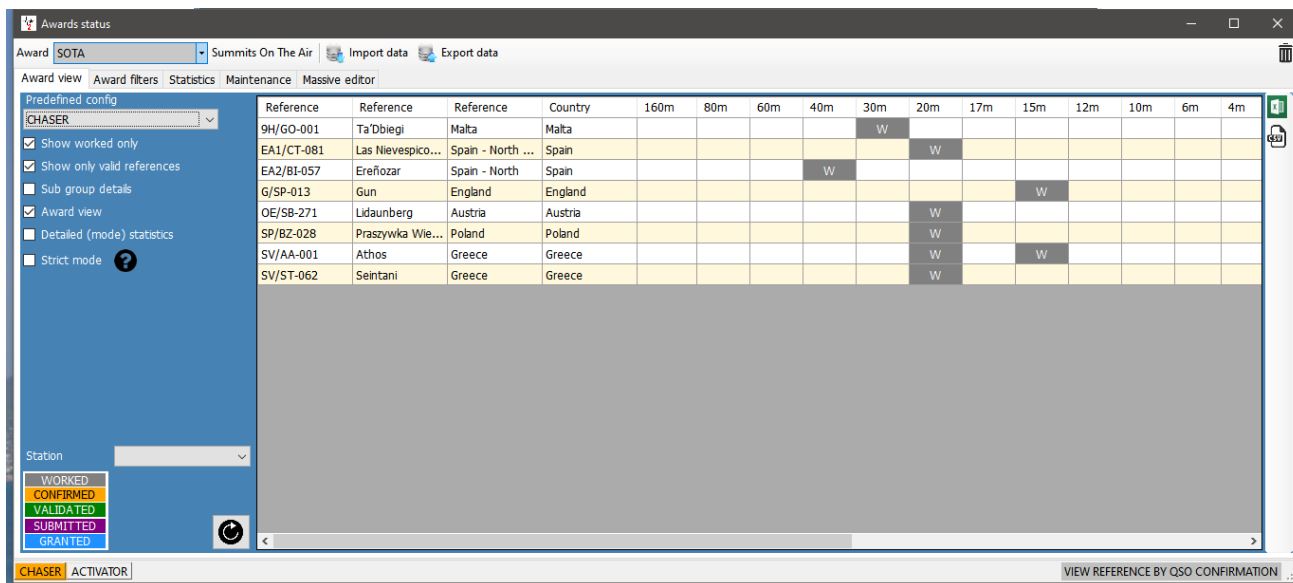 Awards status
Award SOTA Summits On The Air Import data Export data
Award view Award filters Statistics Maintenance Massive editor
Predefined config
CHASER
Show worked only
Show only valid references
Sub group details
Award view
Detailed (mode) statistics
Strict mode ?
Station
WORKED
CONFIRMED
VALIDATED
SUBMITTED
GRANTED
Reference Reference Reference Country 160m 80m 60m 40m 30m 20m 17m 15m 12m 10m 6m 4m
9H/GO-001 Ta'Dbiegi Malta Malta W
EA1/CT-081 Las Nievespico... Spain - North ... Spain W
EA2/BI-057 Ereñozar Spain - North Spain W
G/SP-013 Gun England England W
OE/SB-271 Lidaunberg Austria Austria W
SP/BZ-028 Praszywka Wie... Poland Poland W
SV/AA-001 Athos Greece Greece W W
SV/ST-062 Seintani Greece Greece W
CSV
CHASER ACTIVATOR VIEW REFERENCE BY QSO CONFIRMATION